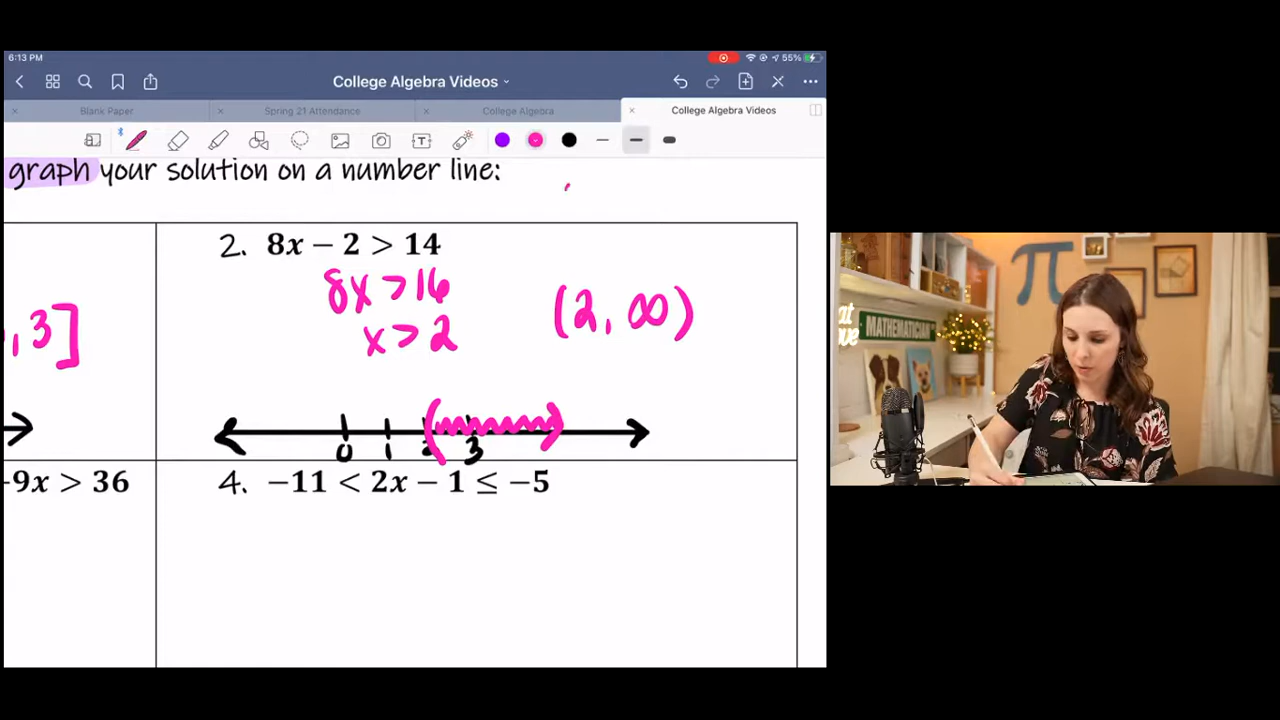 6:13 PM
55%
College Algebra Videos
Blank Paper
Spring 21 Attendance
College Algebra
College Algebra Videos
graph your solution on a number line:
2. 8x − 2 > 14
8x > 16
x > 2
(2, ∞)
, 3]
0 1 3
-9x > 36
4. −11 < 2x − 1 ≤ −5
MATHEMATICIAN
π